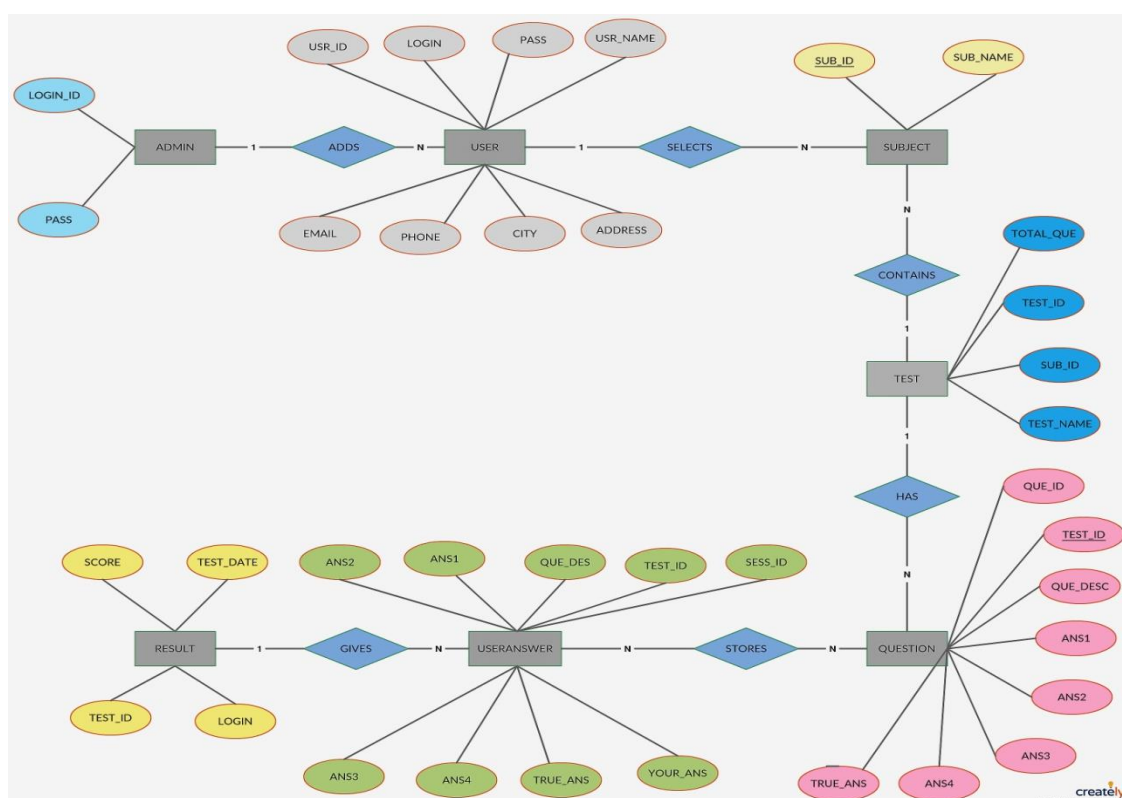 USR_ID
LOGIN
PASS
USR_NAME
SUB_ID
SUB_NAME
LOGIN_ID
ADMIN
1
ADDS
N
USER
1
SELECTS
N
SUBJECT
PASS
EMAIL
PHONE
CITY
ADDRESS
N
CONTAINS
1
TOTAL_QUE
TEST_ID
TEST
SUB_ID
TEST_NAME
1
HAS
N
QUE_ID
TEST_ID
QUE_DESC
ANS1
ANS2
ANS3
ANS4
TRUE_ANS
SCORE
TEST_DATE
ANS2
ANS1
QUE_DES
TEST_ID
SESS_ID
RESULT
1
GIVES
N
USERANSWER
N
STORES
N
QUESTION
TEST_ID
LOGIN
ANS3
ANS4
TRUE_ANS
YOUR_ANS
creately